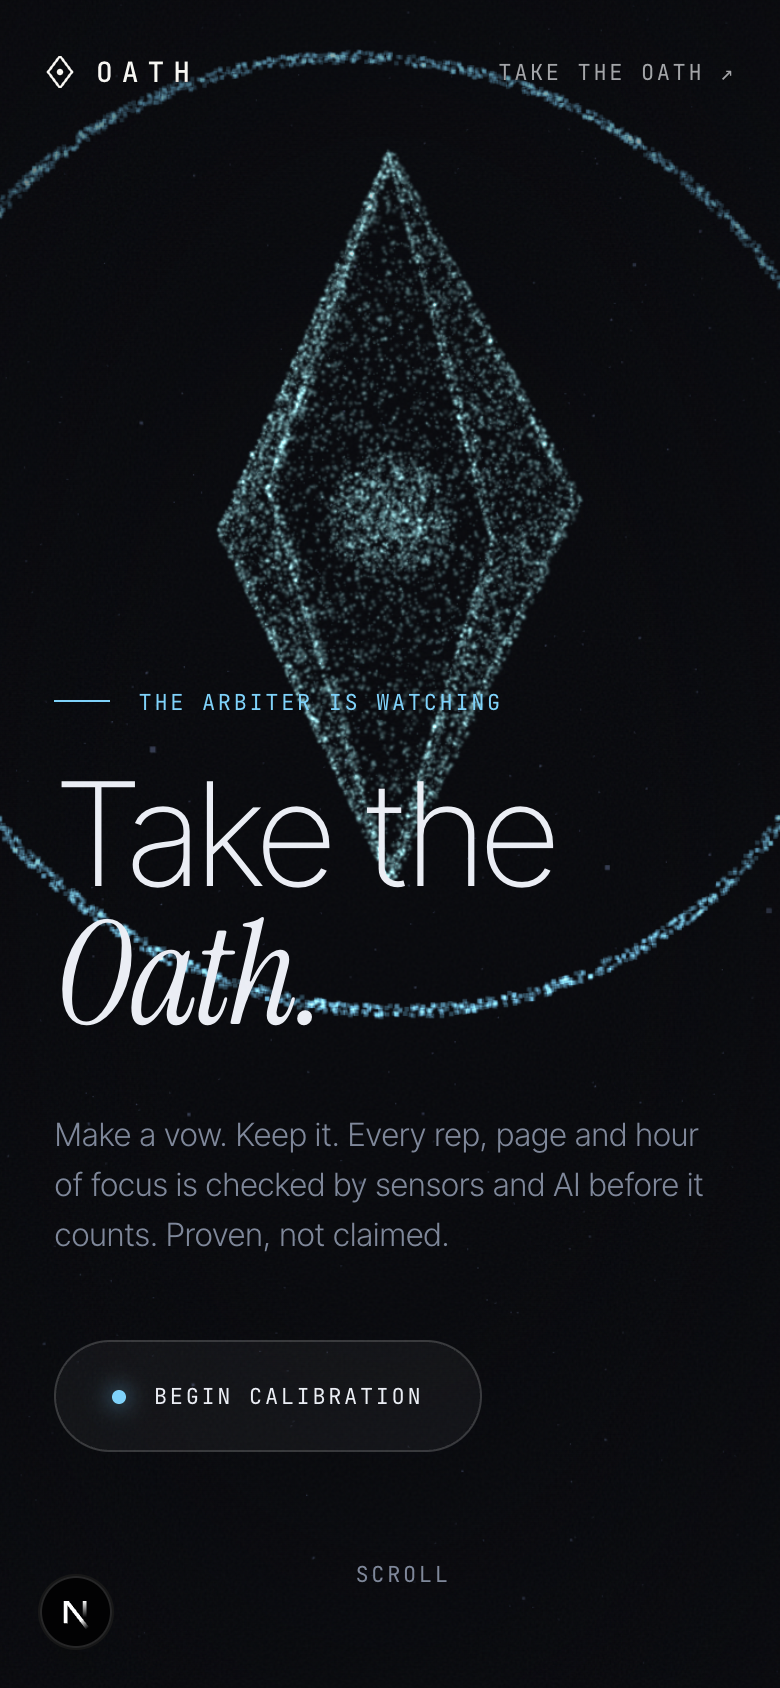 OATH
TAKE THE OATH ↗
THE ARBITER IS WATCHING
Take the
Oath.
Make a vow. Keep it. Every rep, page and hour
of focus is checked by sensors and AI before it
counts. Proven, not claimed.
BEGIN CALIBRATION
SCROLL
N